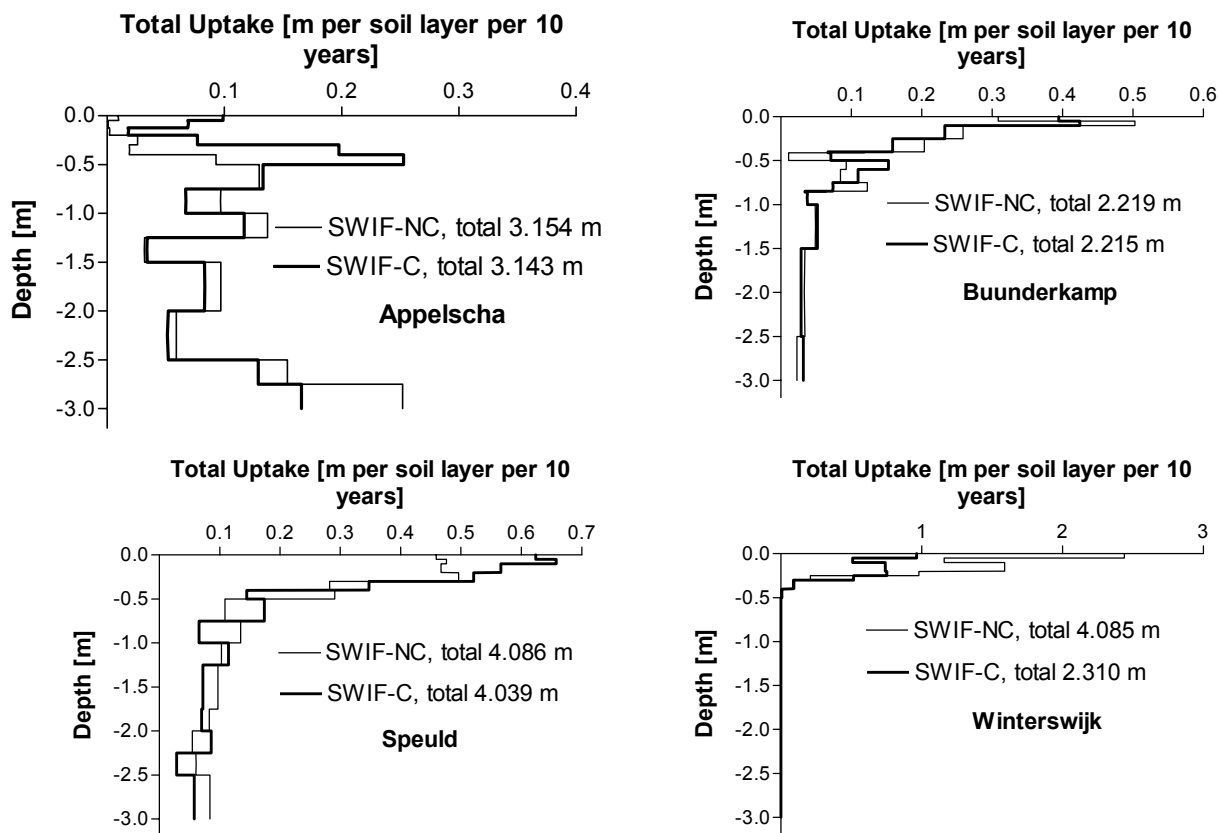 Total Uptake [m per soil layer per 10
years]
0.1 0.2 0.3 0.4
0.0
-0.5
-1.0
-1.5
-2.0
-2.5
-3.0
Depth [m]
SWIF-NC, total 3.154 m
SWIF-C, total 3.143 m
Appelscha
Total Uptake [m per soil layer per 10
years]
0.1 0.2 0.3 0.4 0.5 0.6
0.0
-0.5
-1.0
-1.5
-2.0
-2.5
-3.0
Depth [m]
SWIF-NC, total 2.219 m
SWIF-C, total 2.215 m
Buunderkamp
Total Uptake [m per soil layer per 10
years]
0.1 0.2 0.3 0.4 0.5 0.6 0.7
0.0
-0.5
-1.0
-1.5
-2.0
-2.5
-3.0
Depth [m]
SWIF-NC, total 4.086 m
SWIF-C, total 4.039 m
Speuld
Total Uptake [m per soil layer per 10
years]
1 2 3
0.0
-0.5
-1.0
-1.5
-2.0
-2.5
-3.0
Depth [m]
SWIF-NC, total 4.085 m
SWIF-C, total 2.310 m
Winterswijk